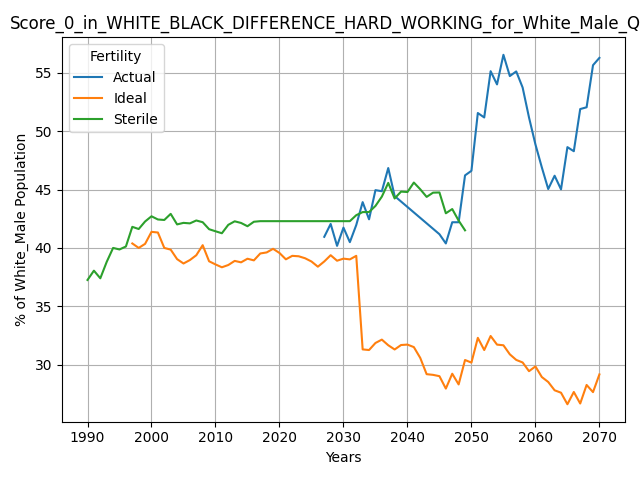 Score_0_in_WHITE_BLACK_DIFFERENCE_HARD_WORKING_for_White_Male_Q
Fertility
Actual
Ideal
Sterile
55
50
45
40
35
30
% of White_Male Population
1990 2000 2010 2020 2030 2040 2050 2060 2070
Years